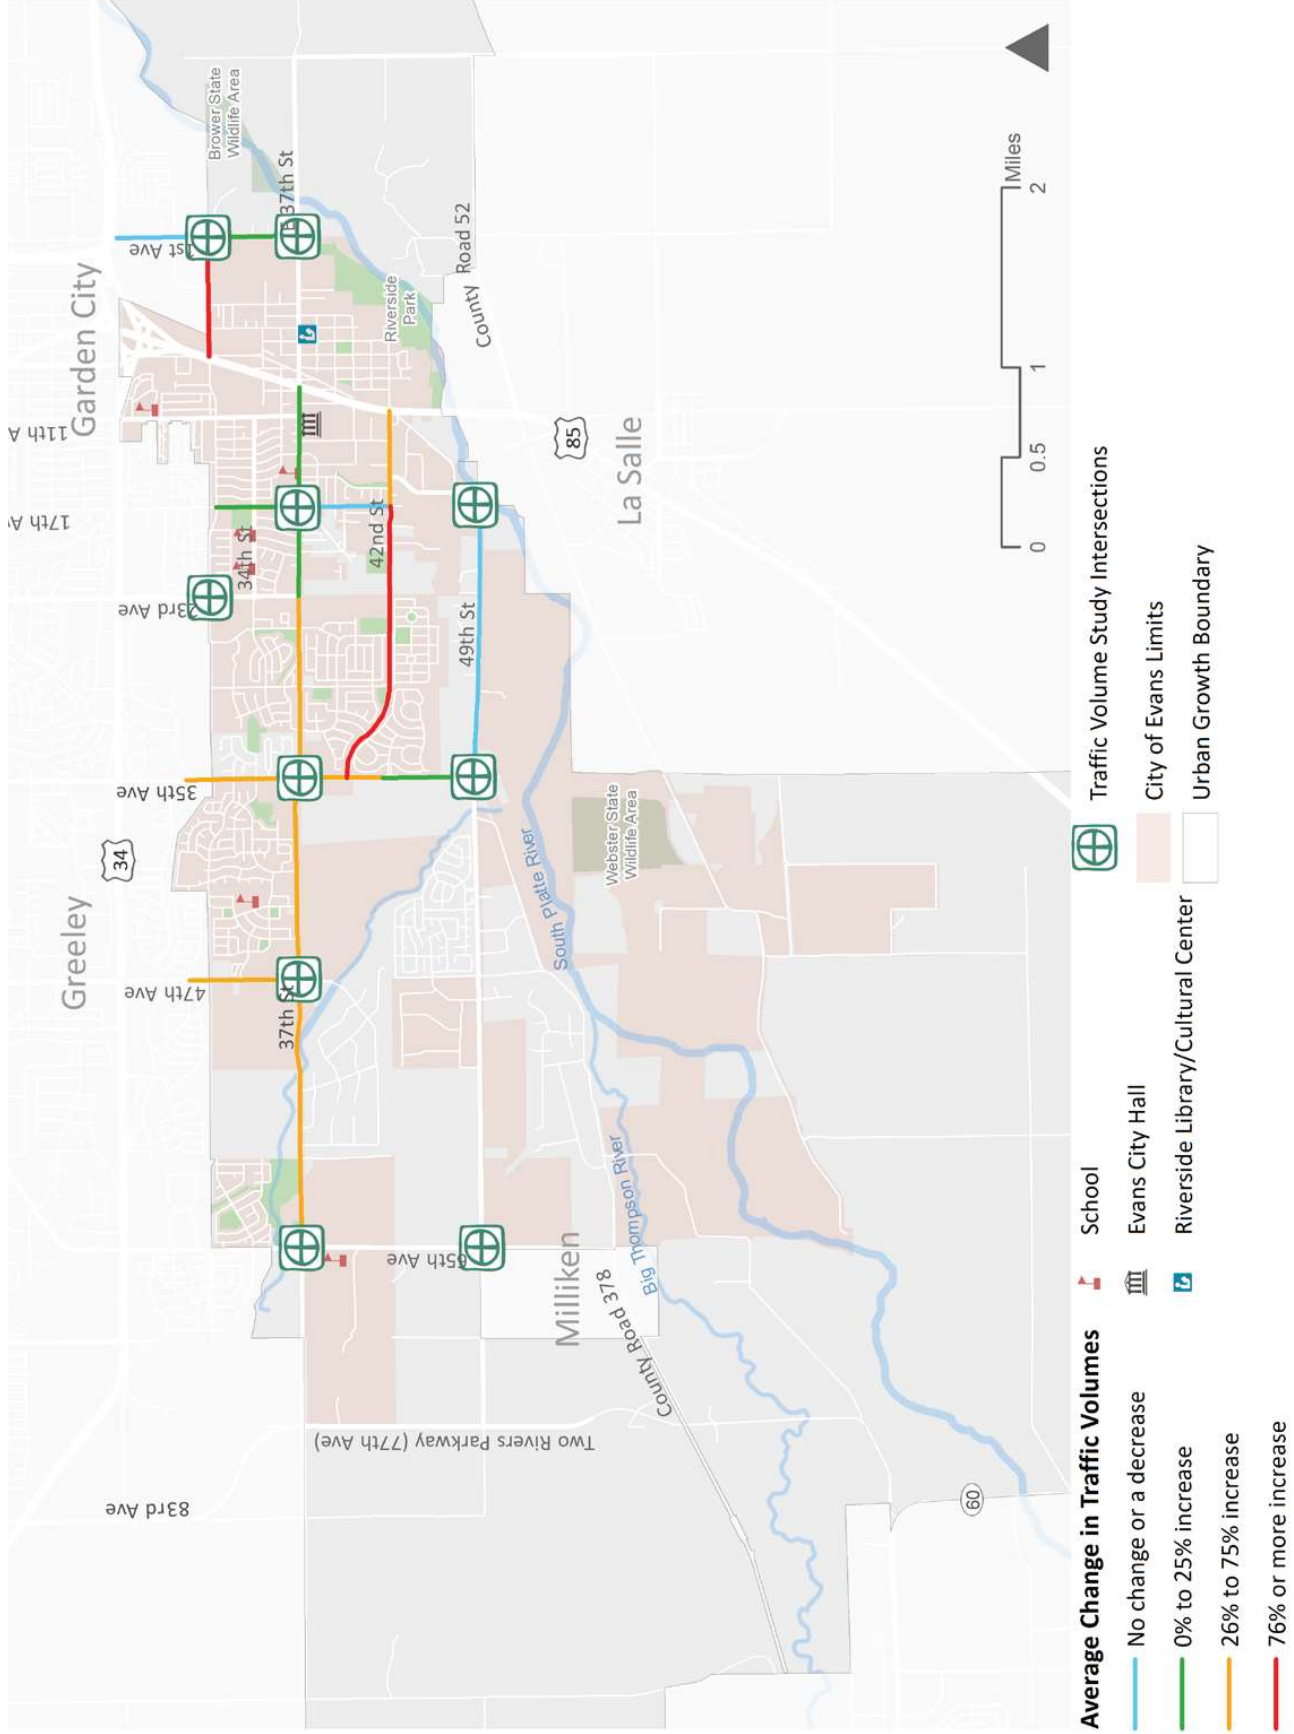 Greeley
Garden City
34
83rd Ave
Two Rivers Parkway (77th Ave)
65th Ave
47th Ave
35th Ave
23rd Ave
17th Av
11th A
1st Ave
37th St
34th St
42nd St
49th St
E 37th St
Brower State
Wildlife Area
Riverside
Park
County Road 52
85
La Salle
Milliken
County Road 378
Big Thompson River
South Platte River
Webster State
Wildlife Area
60
0
0.5
1
2
Miles
Average Change in Traffic Volumes
No change or a decrease
0% to 25% increase
26% to 75% increase
76% or more increase
School
Evans City Hall
Riverside Library/Cultural Center
Traffic Volume Study Intersections
City of Evans Limits
Urban Growth Boundary